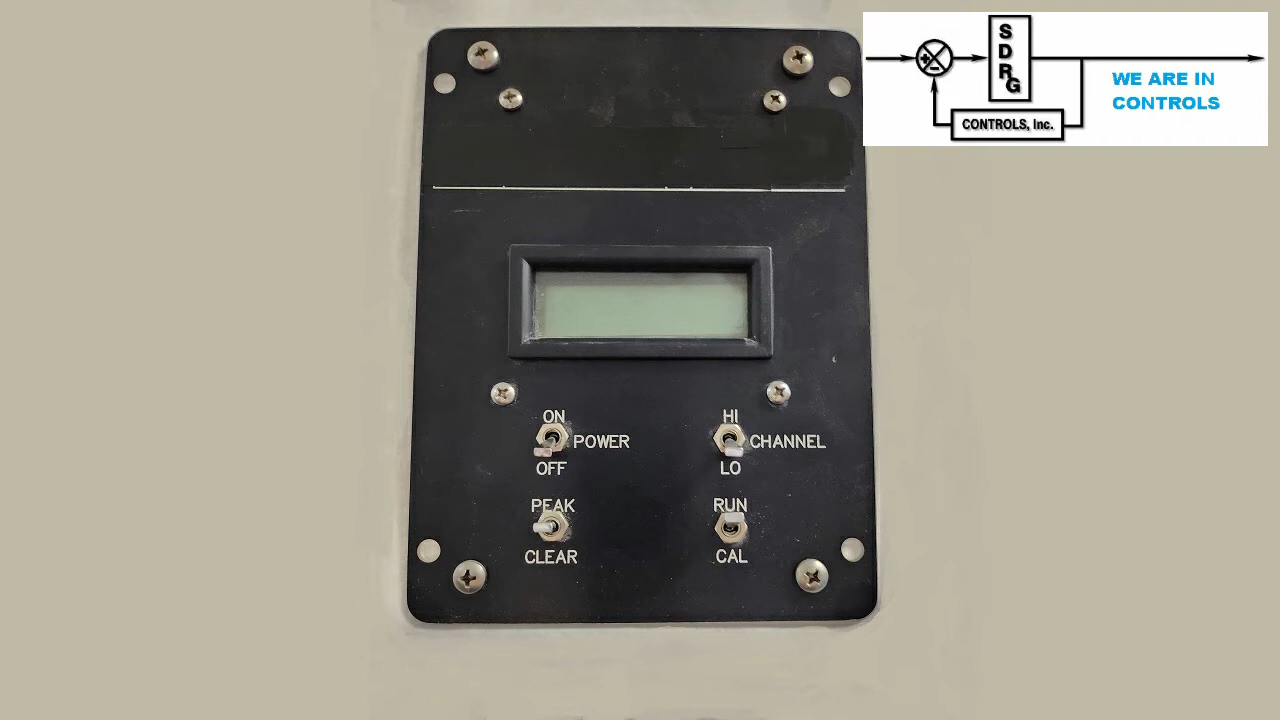 S
D
R
G
+
-
CONTROLS, Inc.
WE ARE IN
CONTROLS
ON
POWER
OFF
HI
CHANNEL
LO
PEAK
CLEAR
RUN
CAL